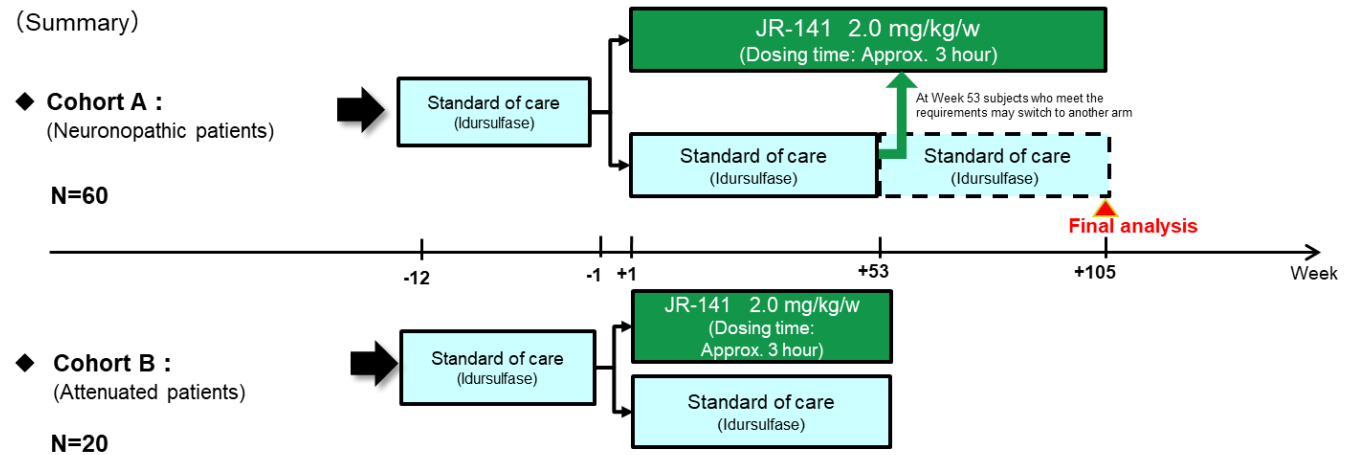 （Summary）
JR-141 2.0 mg/kg/w
(Dosing time: Approx. 3 hour)
◆ Cohort A :
(Neuronopathic patients)
N=60
Standard of care
(Idursulfase)
At Week 53 subjects who meet the
requirements may switch to another arm
Standard of care
(Idursulfase)
Standard of care
(Idursulfase)
Final analysis
-12
-1
+1
+53
+105
Week
◆ Cohort B :
(Attenuated patients)
N=20
Standard of care
(Idursulfase)
JR-141 2.0 mg/kg/w
(Dosing time:
Approx. 3 hour)
Standard of care
(Idursulfase)